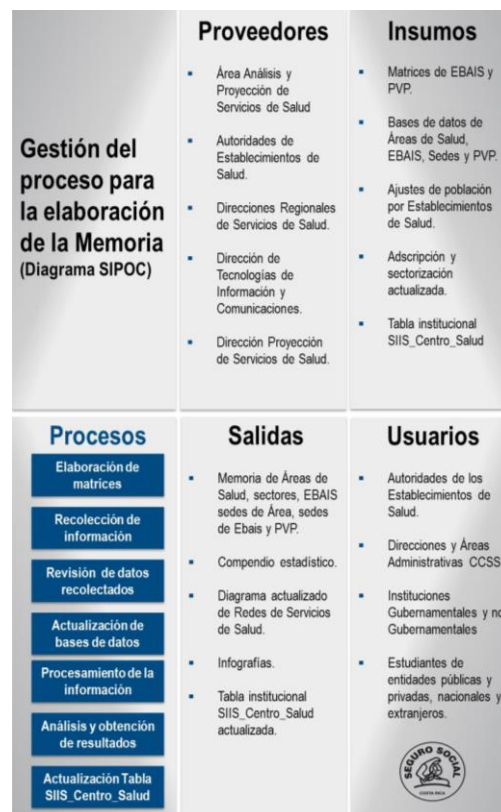 Gestión del
proceso para
la elaboración
de la Memoria
(Diagrama SIPOC)
Proveedores
▪ Área Análisis y
Proyección de
Servicios de Salud
▪ Autoridades de
Establecimientos de
Salud.
▪ Direcciones Regionales
de Servicios de Salud.
▪ Dirección de
Tecnologías de
Información y
Comunicaciones.
▪ Dirección Proyección
de Servicios de Salud.
Insumos
▪ Matrices de EBAIS y
PVP.
▪ Bases de datos de
Áreas de Salud,
EBAIS, Sedes y PVP.
▪ Ajustes de población
por Establecimientos
de Salud.
▪ Adscripción y
sectorización
actualizada.
▪ Tabla institucional
SIIS_Centro_Salud
Procesos
Elaboración de
matrices
Recolección de
información
Revisión de datos
recolectados
Actualización de
bases de datos
Procesamiento de la
información
Análisis y obtención
de resultados
Actualización Tabla
SIIS_Centro_Salud
Salidas
▪ Memoria de Áreas de
Salud, sectores, EBAIS
sedes de Área, sedes
de Ebais y PVP.
▪ Compendio estadístico.
▪ Diagrama actualizado
de Redes de Servicios
de Salud.
▪ Infografías.
▪ Tabla institucional
SIIS_Centro_Salud
actualizada.
Usuarios
▪ Autoridades de los
Establecimientos de
Salud.
▪ Direcciones y Áreas
Administrativas CCSS
▪ Instituciones
Gubernamentales y no
Gubernamentales
▪ Estudiantes de
entidades públicas y
privadas, nacionales y
extranjeros.
SEGURO SOCIAL
COSTA RICA